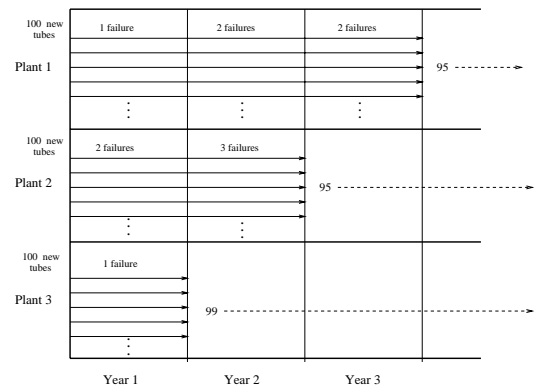 100 new
tubes
1 failure
2 failures
2 failures
Plant 1
95
100 new
tubes
2 failures
3 failures
Plant 2
95
100 new
tubes
1 failure
Plant 3
99
Year 1
Year 2
Year 3